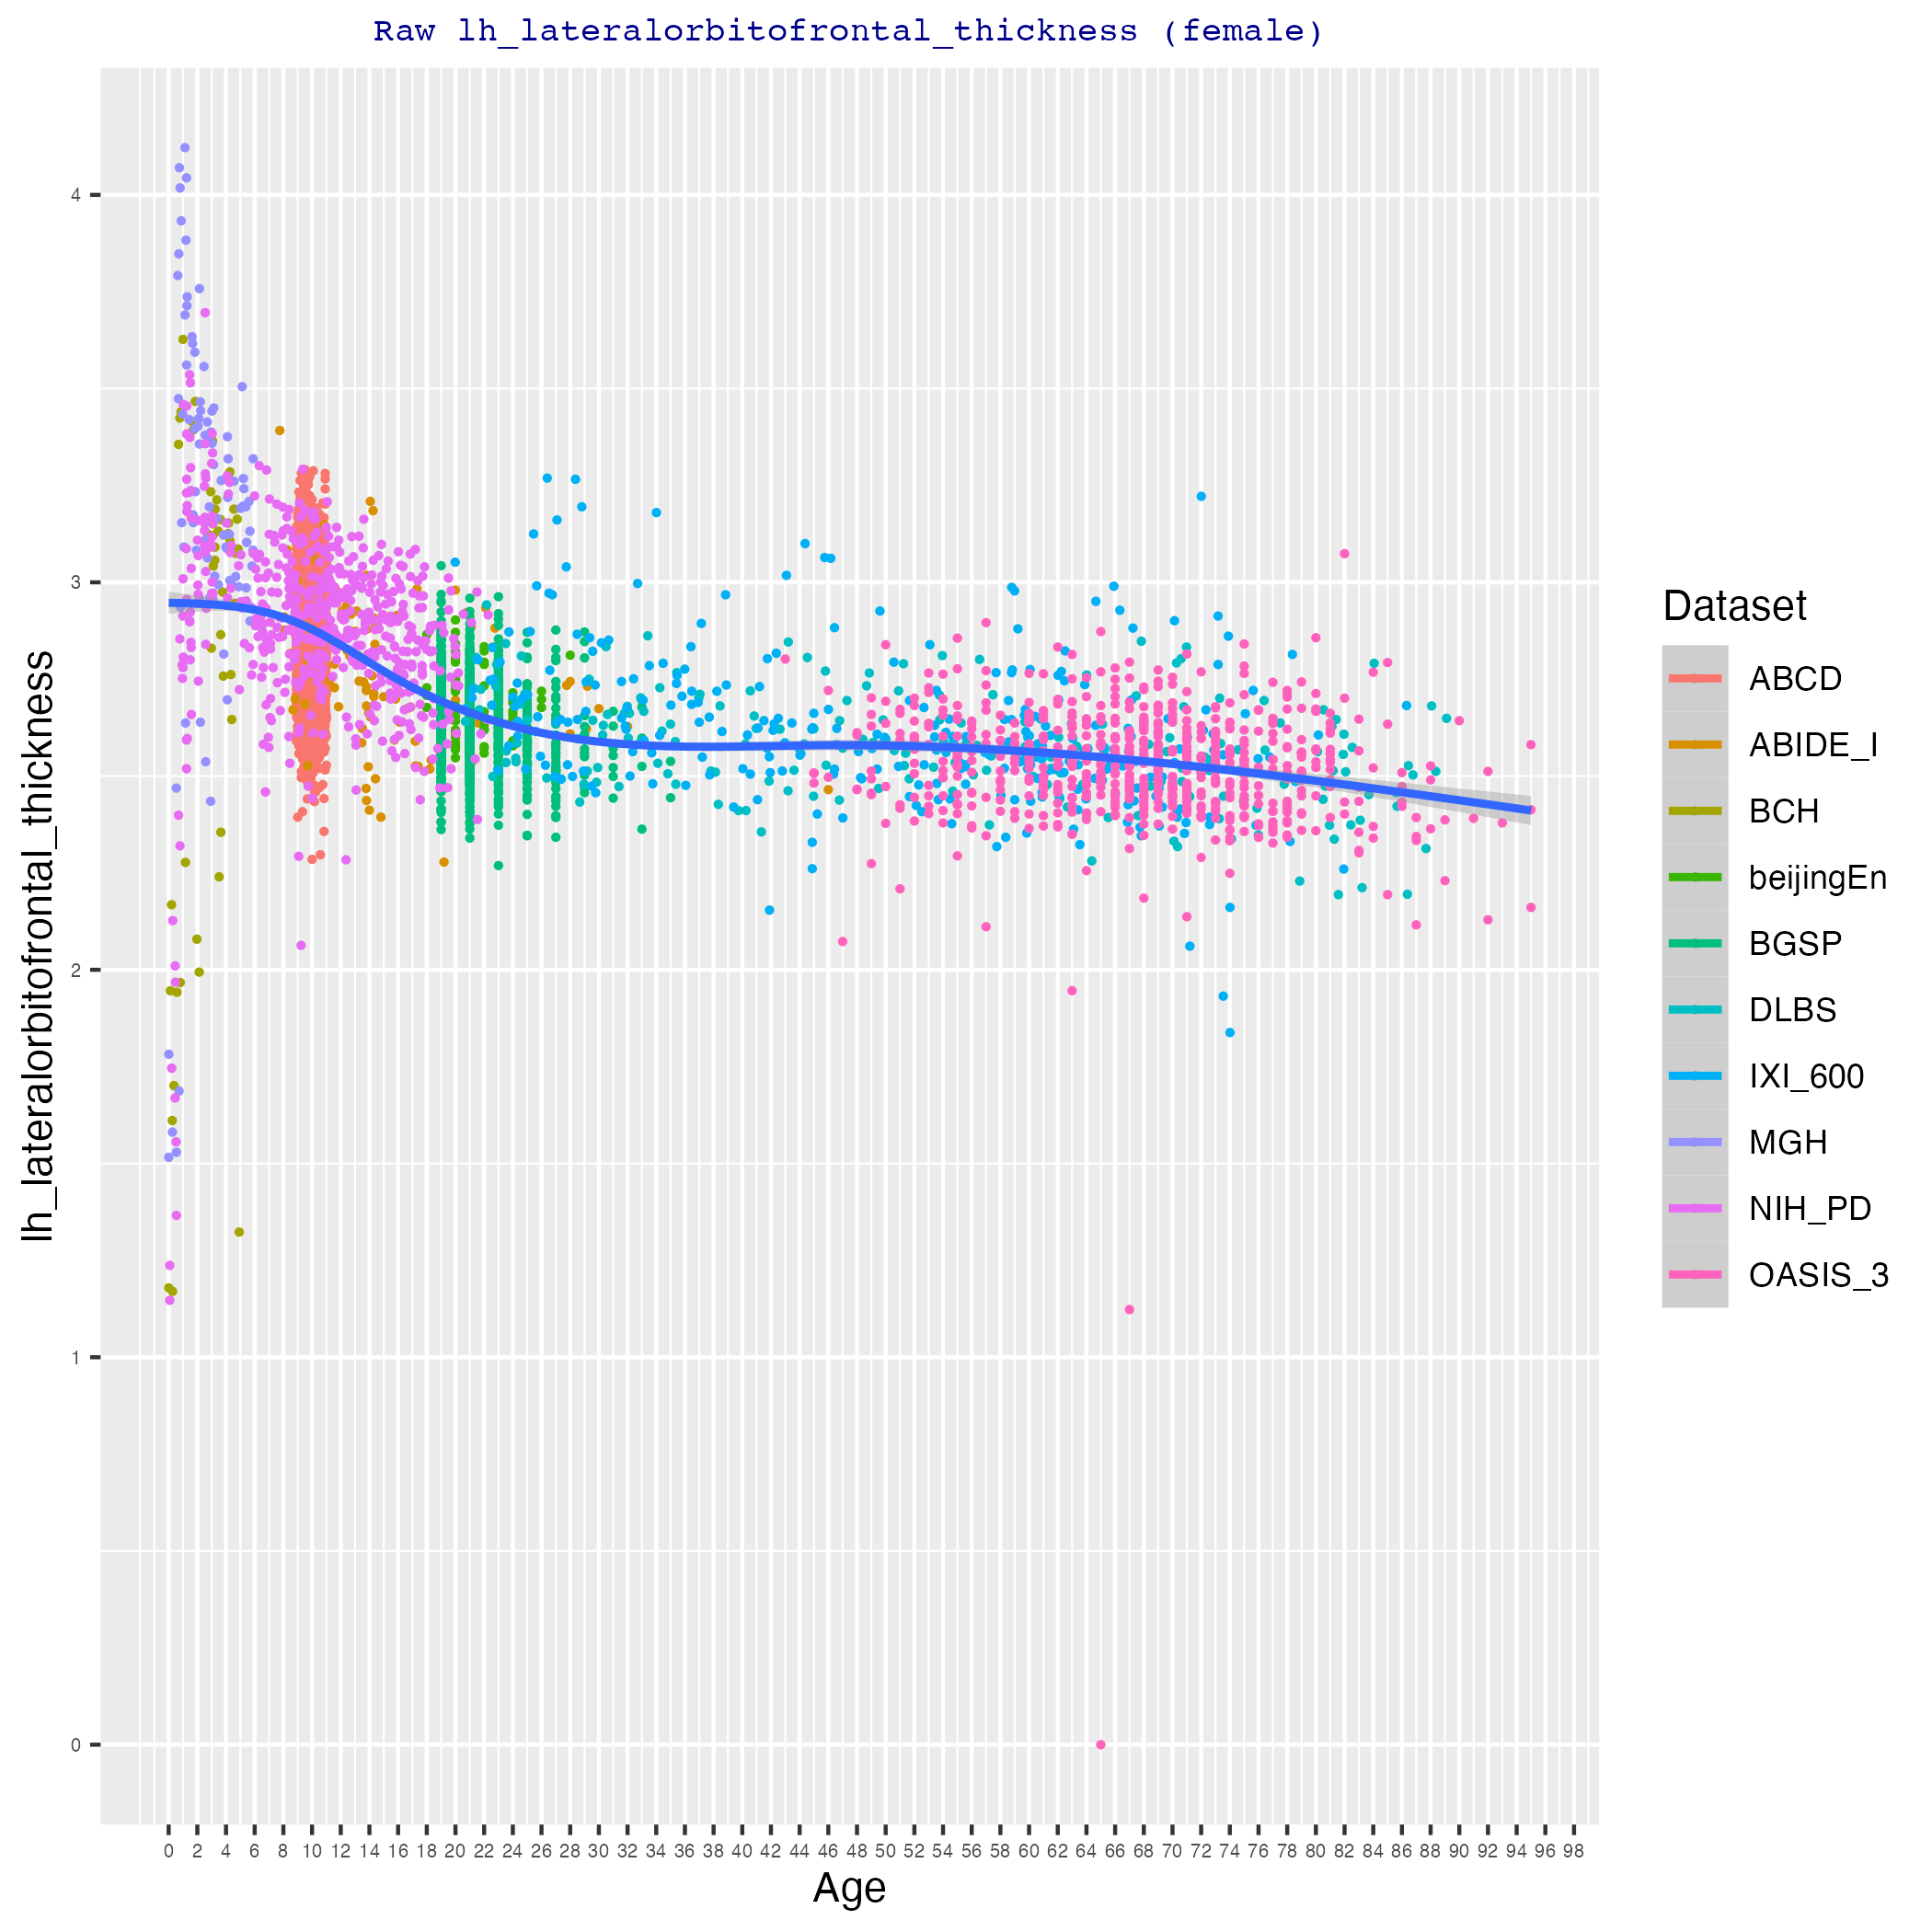 Raw lh_lateralorbitofrontal_thickness (female)
lh_lateralorbitofrontal_thickness
4
3
2
1
0
0 2 4 6 8 10 12 14 16 18 20 22 24 26 28 30 32 34 36 38 40 42 44 46 48 50 52 54 56 58 60 62 64 66 68 70 72 74 76 78 80 82 84 86 88 90 92 94 96 98
Age
Dataset
ABCD
ABIDE_I
BCH
beijingEn
BGSP
DLBS
IXI_600
MGH
NIH_PD
OASIS_3